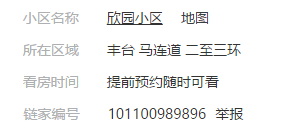 小区名称 欣园小区 地图
所在区域 丰台 马连道 二至三环
看房时间 提前预约随时可看
链家编号 101100989896 举报